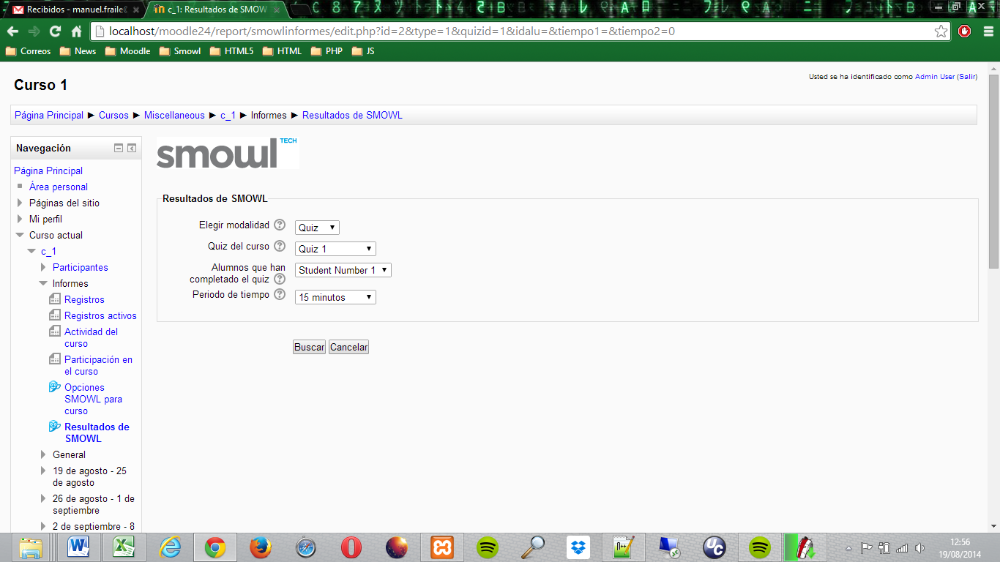 Recibidos - manuel.fraile@
c_1: Resultados de SMOW
localhost/moodle24/report/smowlinformes/edit.php?id=2&type=1&quizid=1&idalu=&tiempo1=&tiempo2=0
Correos News Moodle Smowl HTML5 HTML PHP JS
Curso 1
Usted se ha identificado como Admin User (Salir)
Página Principal ► Cursos ► Miscellaneous ► c_1 ► Informes ► Resultados de SMOWL
Navegación
Página Principal
Área personal
Páginas del sitio
Mi perfil
Curso actual
c_1
Participantes
Informes
Registros
Registros activos
Actividad del
curso
Participación en
el curso
Opciones
SMOWL para
curso
Resultados de
SMOWL
General
19 de agosto - 25
de agosto
26 de agosto - 1 de
septiembre
2 de septiembre - 8
smowl TECH
Resultados de SMOWL
Elegir modalidad Quiz
Quiz del curso Quiz 1
Alumnos que han
completado el quiz Student Number 1
Periodo de tiempo 15 minutos
Buscar Cancelar
12:56
19/08/2014